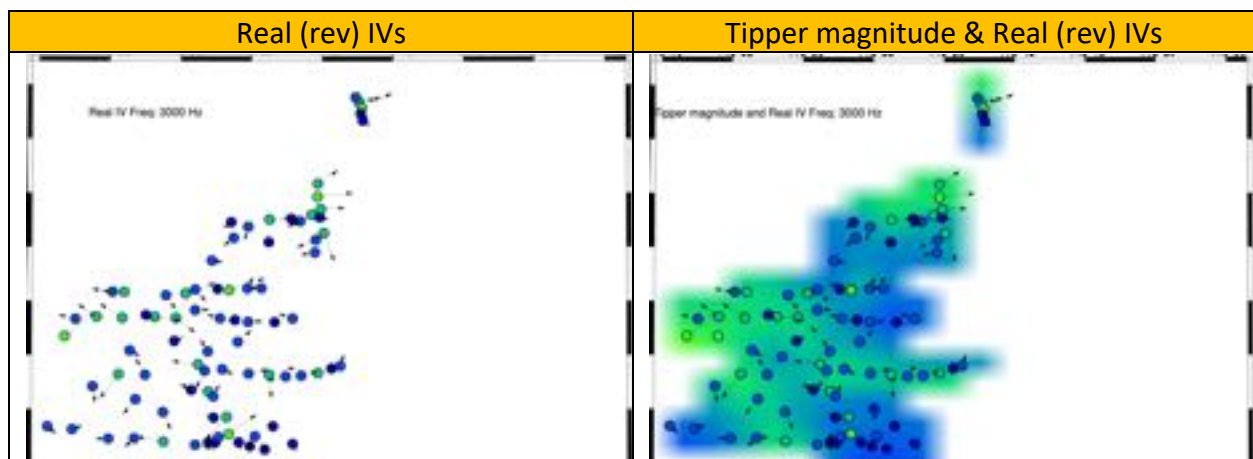 Real (rev) IVs
Tipper magnitude & Real (rev) IVs
Real IV Freq: 3000 Hz
Tipper magnitude and Real IV Freq: 3000 Hz